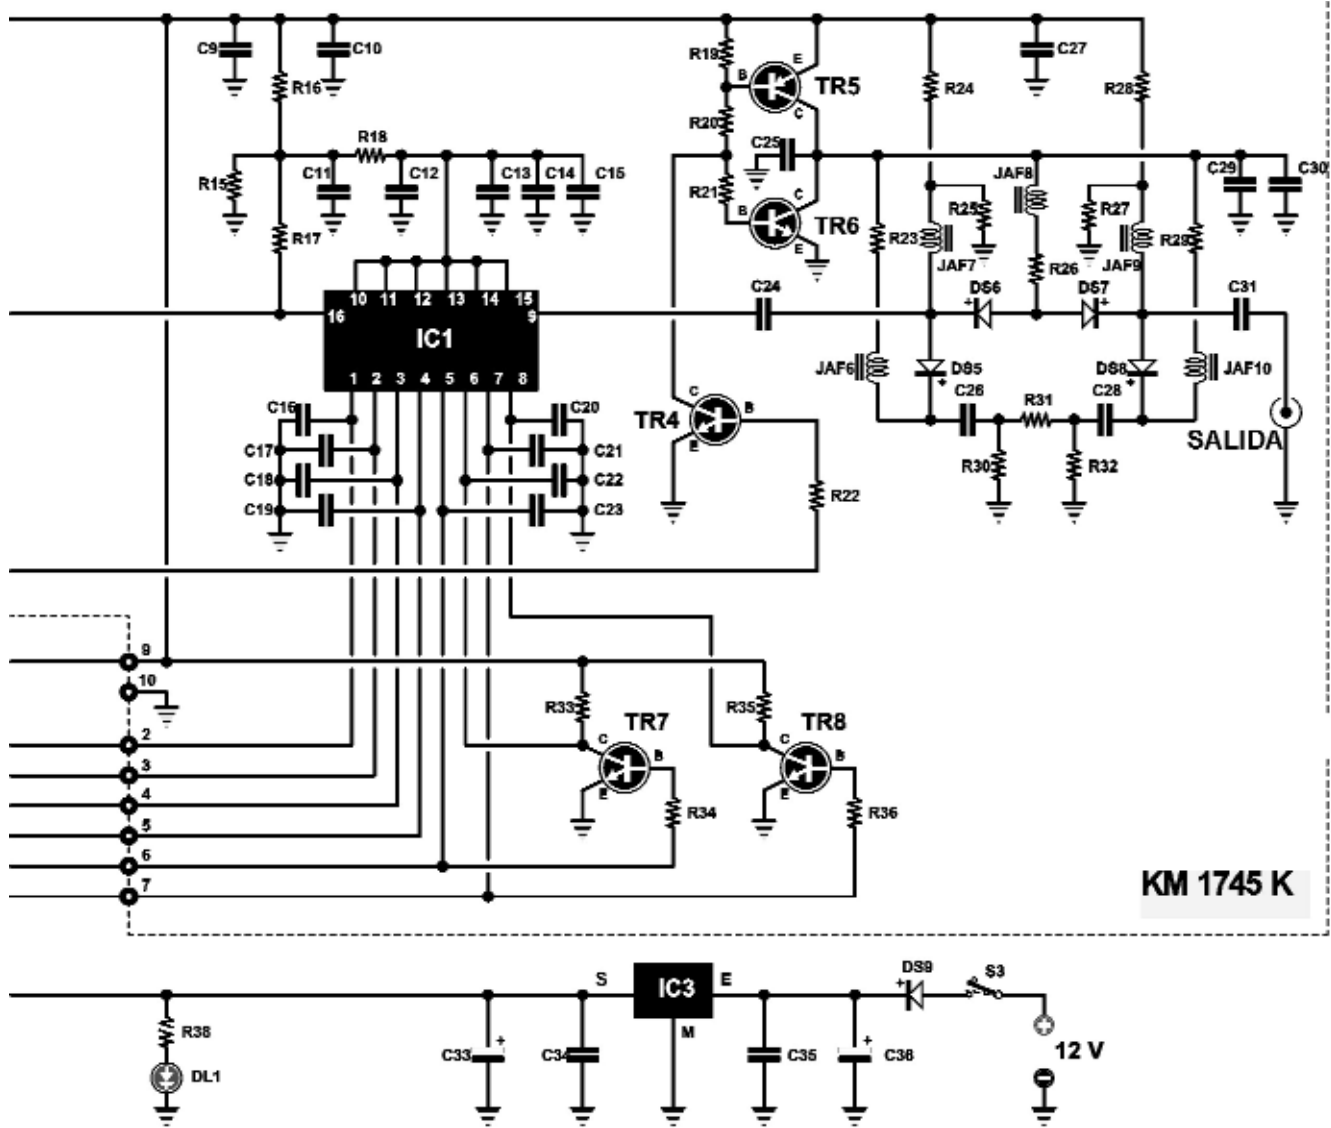 C9
C10
R16
R18
R15
C11
C12
C13
C14
C15
R17
10 11 12 13 14 15
16 IC1 9
1 2 3 4 5 6 7 8
C16
C17
C18
C19
C20
C21
C22
C23
R19
B E
TR5
C
R20
C25
R21
C
B
TR6
E
C24
C
TR4 B
E
R22
R24
C27
R28
R25
JAF8
R27
C29
C30
R23
JAF7
R26
JAF9
R29
DS6
DS7
C31
+
+
JAF6
DS5
+
DS8
+
JAF10
C26
R31
C28
R30
R32
SALIDA
9
10
2
3
4
5
6
7
R33
TR7
C
B
E
R34
R35
TR8
C
B
E
R36
KM 1745 K
S IC3 E
M
DS9
+
S3
R38
DL1
C33
+
C34
C35
+
C36
12 V